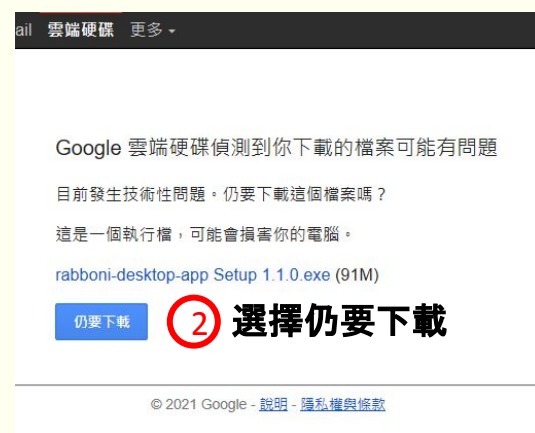 ail 雲端硬碟 更多
Google 雲端硬碟偵測到你下載的檔案可能有問題
目前發生技術性問題。仍要下載這個檔案嗎？
這是一個執行檔，可能會損害你的電腦。
rabboni-desktop-app Setup 1.1.0.exe (91M)
仍要下載 2 選擇仍要下載
© 2021 Google - 說明 - 隱私權與條款